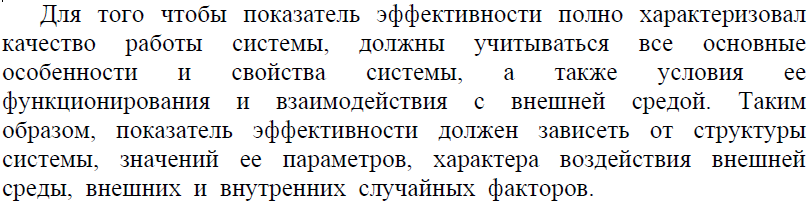 Для того чтобы показатель эффективности полно характеризовал
качество работы системы, должны учитываться все основные
особенности и свойства системы, а также условия ее
функционирования и взаимодействия с внешней средой. Таким
образом, показатель эффективности должен зависеть от структуры
системы, значений ее параметров, характера воздействия внешней
среды, внешних и внутренних случайных факторов.